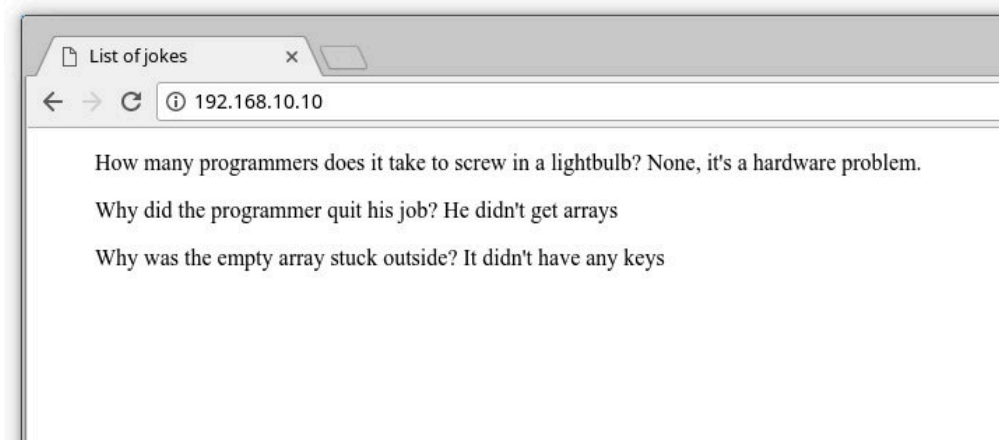 List of jokes
192.168.10.10
How many programmers does it take to screw in a lightbulb? None, it's a hardware problem.
Why did the programmer quit his job? He didn't get arrays
Why was the empty array stuck outside? It didn't have any keys